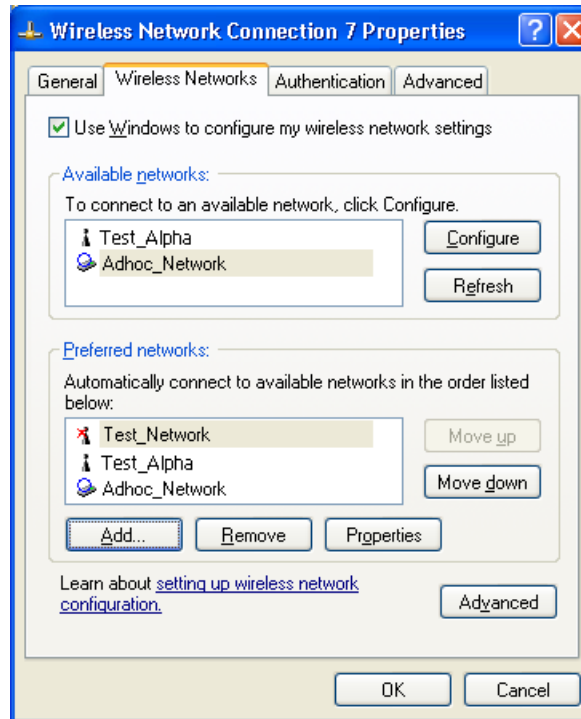 Wireless Network Connection 7 Properties
General Wireless Networks Authentication Advanced
Use Windows to configure my wireless network settings
Available networks:
To connect to an available network, click Configure.
Test_Alpha
Adhoc_Network
Configure
Refresh
Preferred networks:
Automatically connect to available networks in the order listed
below:
Test_Network
Test_Alpha
Adhoc_Network
Move up
Move down
Add... Remove Properties
Learn about setting up wireless network
configuration.
Advanced
OK Cancel